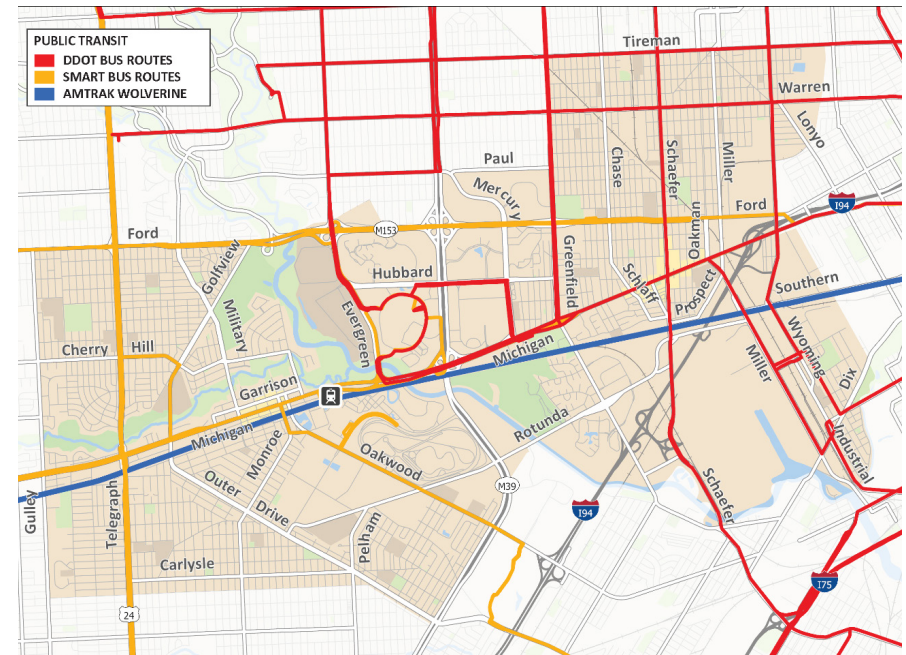 PUBLIC TRANSIT
DDOT BUS ROUTES
SMART BUS ROUTES
AMTRAK WOLVERINE
Tireman
Warren
Lonyo
Paul
Mercury
Chase
Schaefer
Miller
Oakman
I94
Ford
M153
Ford
Golfview
Hubbard
Greenfield
Schlaff
Prospect
Southern
Evergreen
Military
Cherry Hill
Michigan
Miller
Wyoming
Dix
Garrison
Michigan
Monroe
Rotunda
Industrial
Oakwood
Outer Drive
M39
Schaefer
Gulley
Telegraph
Pelham
I94
Carlysle
I75
24